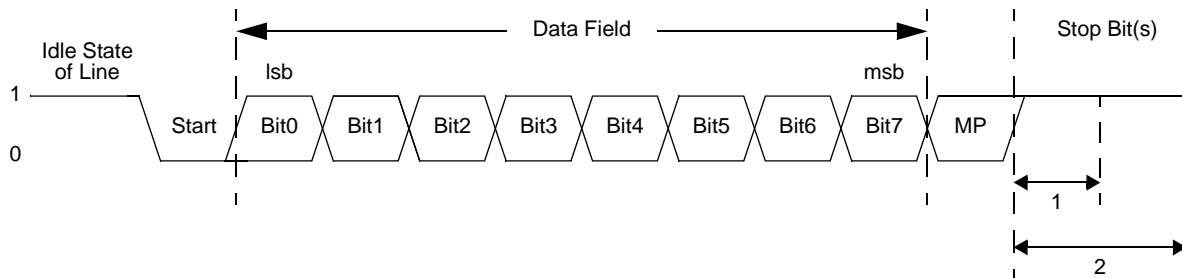 Data Field
Stop Bit(s)
Idle State
of Line
lsb
msb
1
Start
Bit0
Bit1
Bit2
Bit3
Bit4
Bit5
Bit6
Bit7
MP
0
1
2